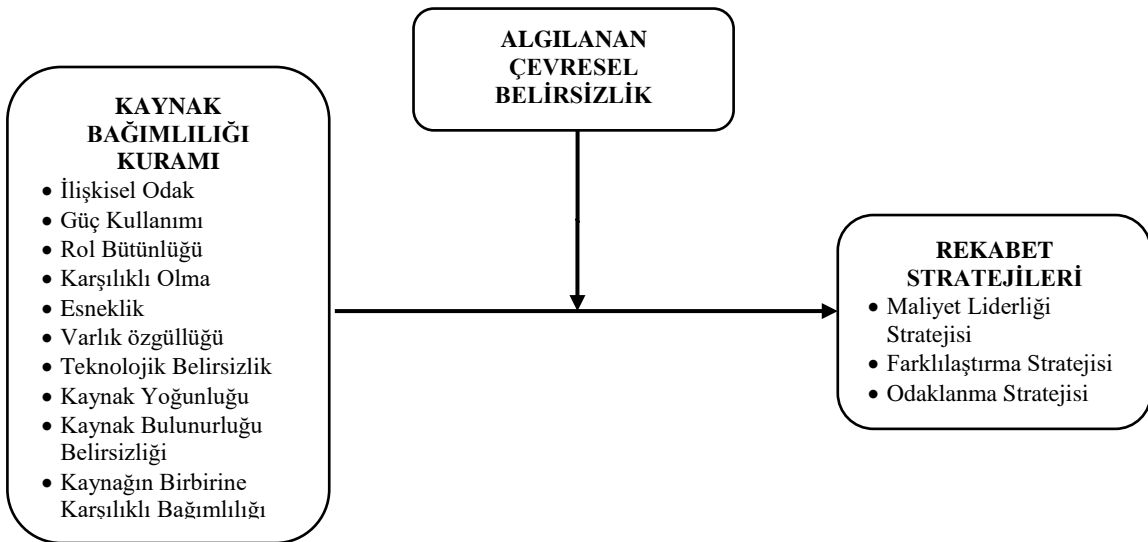 ALGILANAN
ÇEVRESEL
BELİRSİZLİK
KAYNAK
BAĞIMLILIĞI
KURAMI
• İlişkisel Odak
• Güç Kullanımı
• Rol Bütünlüğü
• Karşılıklı Olma
• Esneklik
• Varlık özgüllüğü
• Teknolojik Belirsizlik
• Kaynak Yoğunluğu
• Kaynak Bulunurluğu
Belirsizliği
• Kaynağın Birbirine
Karşılıklı Bağımlılığı
REKABET
STRATEJİLERİ
• Maliyet Liderliği
Stratejisi
• Farklılaştırma Stratejisi
• Odaklanma Stratejisi